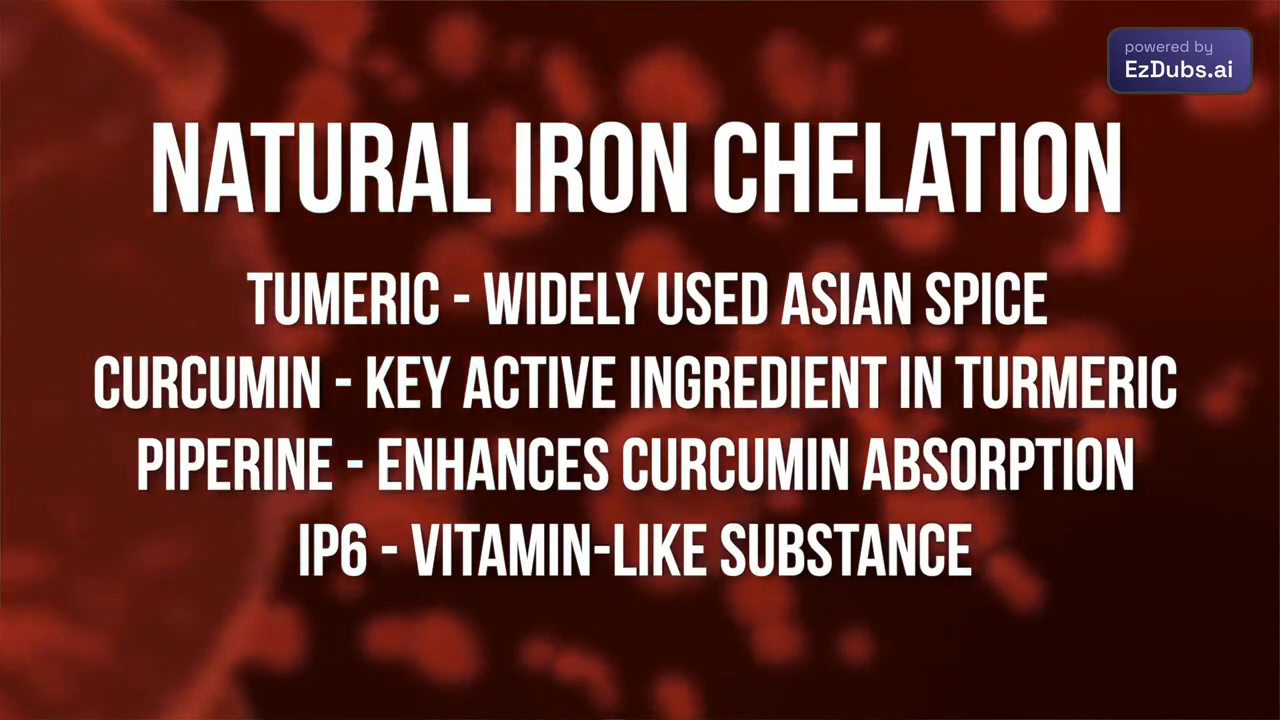 powered by
EzDubs.ai
NATURAL IRON CHELATION
TUMERIC - WIDELY USED ASIAN SPICE
CURCUMIN - KEY ACTIVE INGREDIENT IN TURMERIC
PIPERINE - ENHANCES CURCUMIN ABSORPTION
IP6 - VITAMIN-LIKE SUBSTANCE